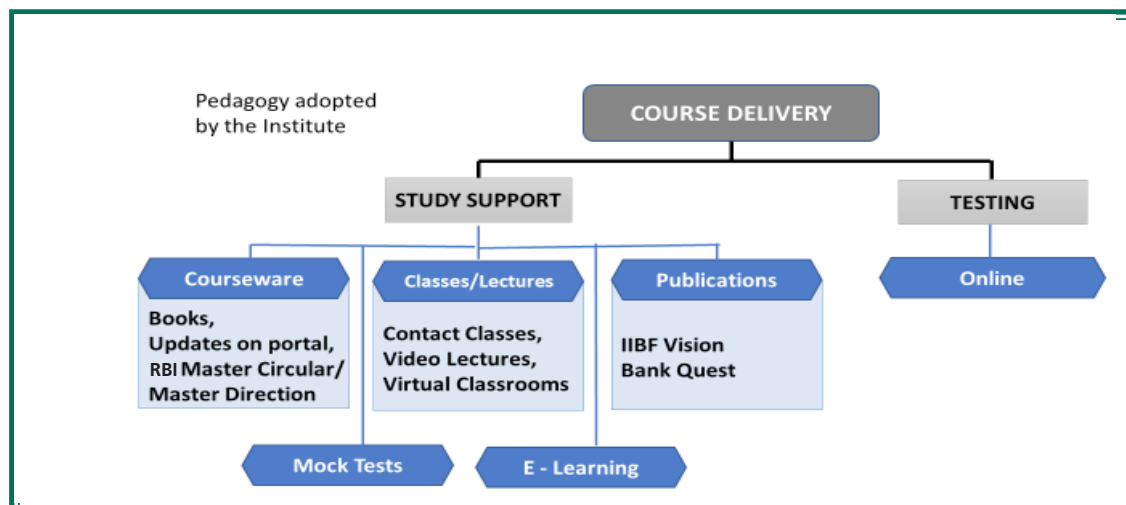 Pedagogy adopted
by the Institute
COURSE DELIVERY
STUDY SUPPORT
TESTING
Courseware
Classes/Lectures
Publications
Online
Books,
Updates on portal,
RBI Master Circular/
Master Direction
Contact Classes,
Video Lectures,
Virtual Classrooms
IIBF Vision
Bank Quest
Mock Tests
E - Learning